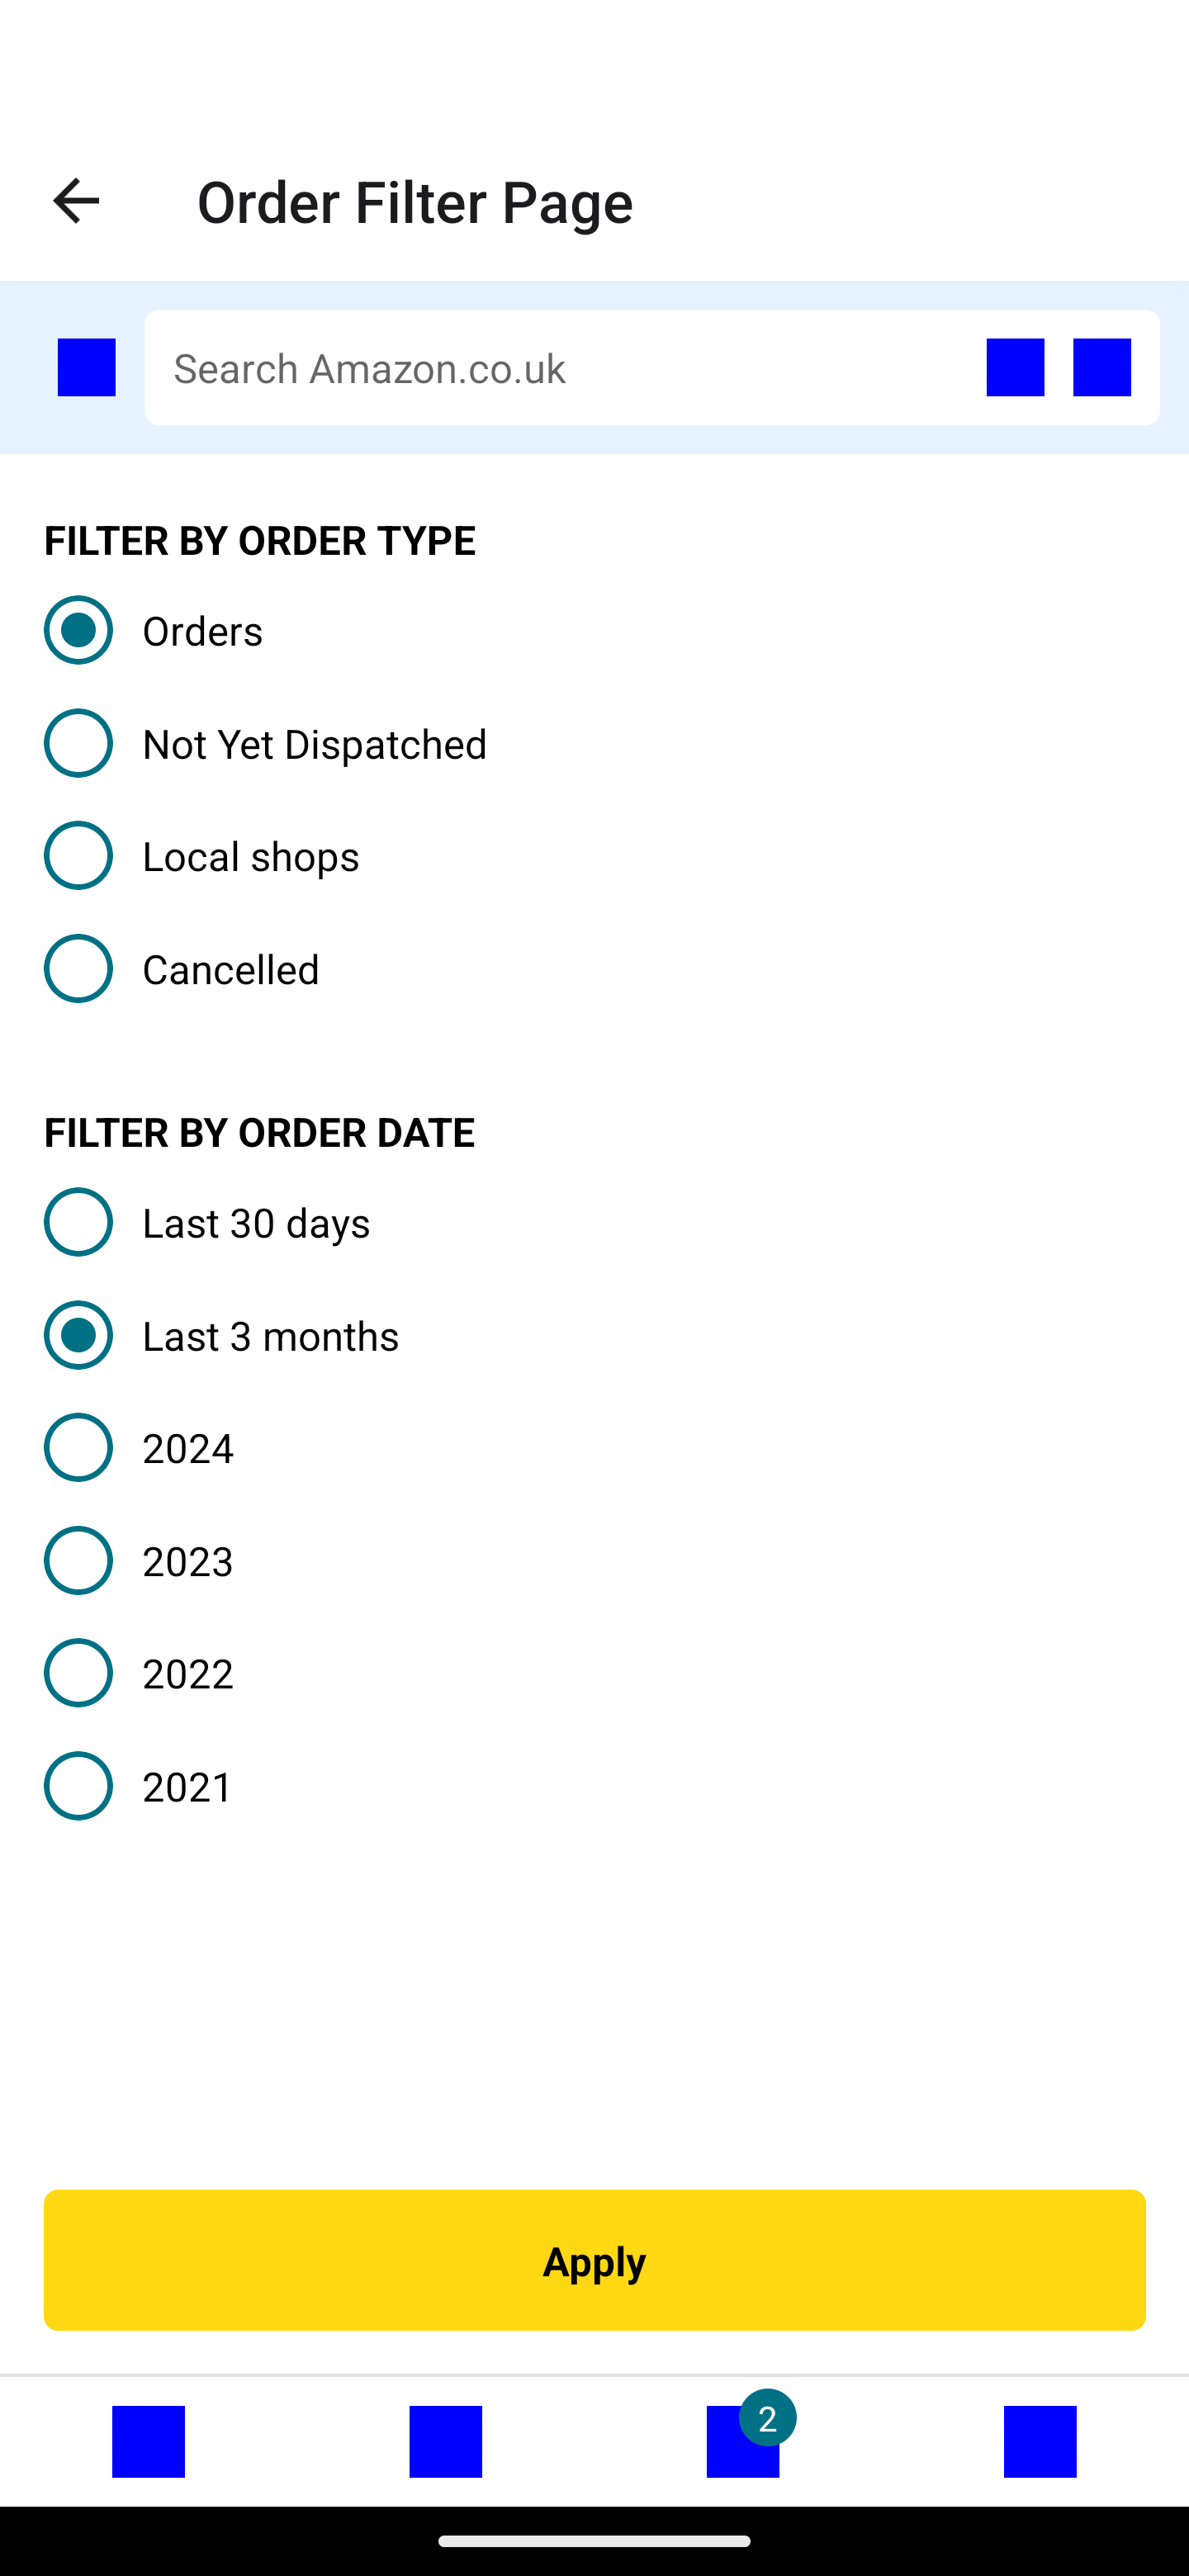 Order Filter Page
Search Amazon.co.uk
FILTER BY ORDER TYPE
Orders
Not Yet Dispatched
Local shops
Cancelled
FILTER BY ORDER DATE
Last 30 days
Last 3 months
2024
2023
2022
2021
Apply
2